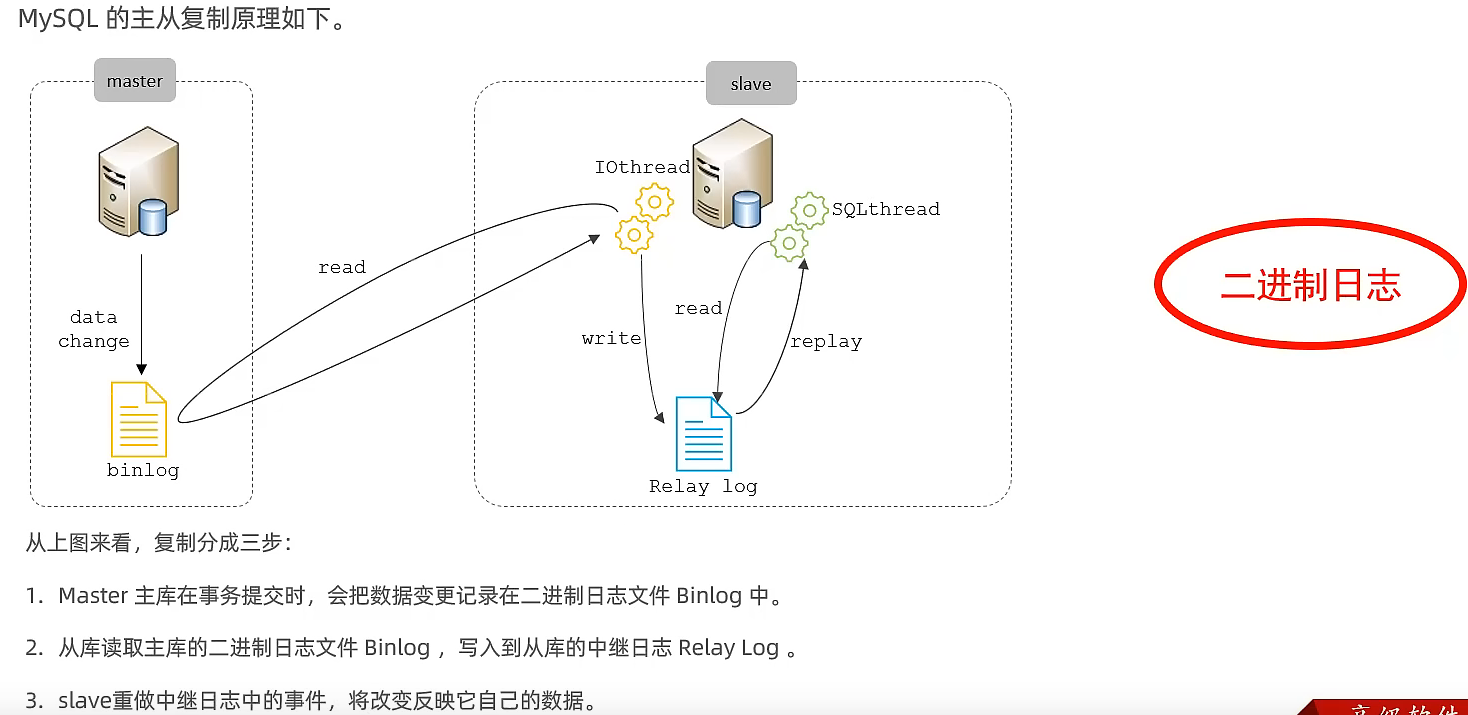 MySQL 的主从复制原理如下。
master
slave
IOthread
SQLthread
read
data
change
read
write
replay
binlog
Relay log
二进制日志
从上图来看，复制分成三步：
1. Master 主库在事务提交时，会把数据变更记录在二进制日志文件 Binlog 中。
2. 从库读取主库的二进制日志文件 Binlog ，写入到从库的中继日志 Relay Log 。
3. slave重做中继日志中的事件，将改变反映它自己的数据。